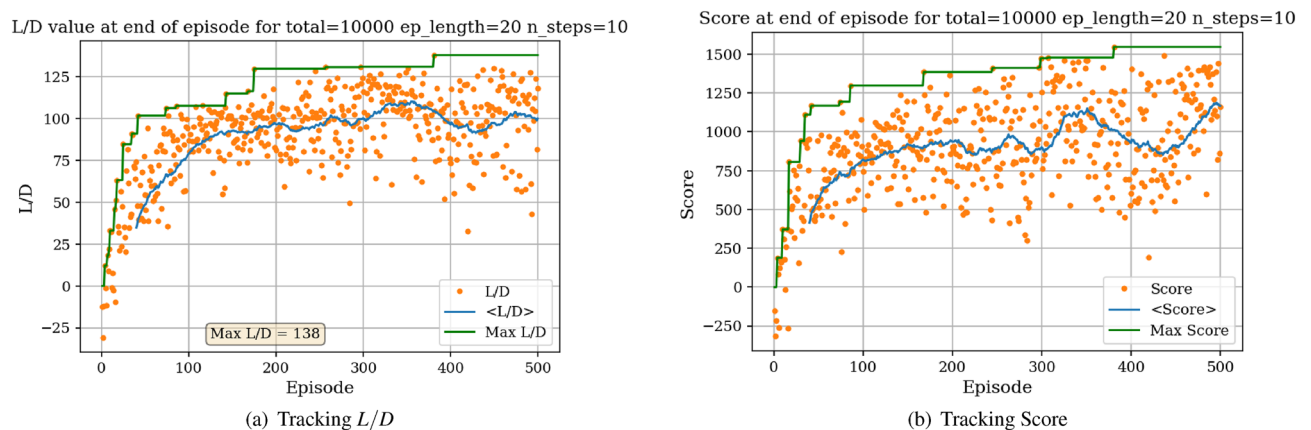 L/D value at end of episode for total=10000 ep_length=20 n_steps=10
125
100
75
50
25
0
−25
L/D
L/D
<L/D>
Max L/D
Max L/D = 138
0
100
200
300
400
500
Episode
(a) Tracking L/D
Score at end of episode for total=10000 ep_length=20 n_steps=10
1500
1250
1000
750
500
250
0
−250
Score
Score
<Score>
Max Score
0
100
200
300
400
500
Episode
(b) Tracking Score